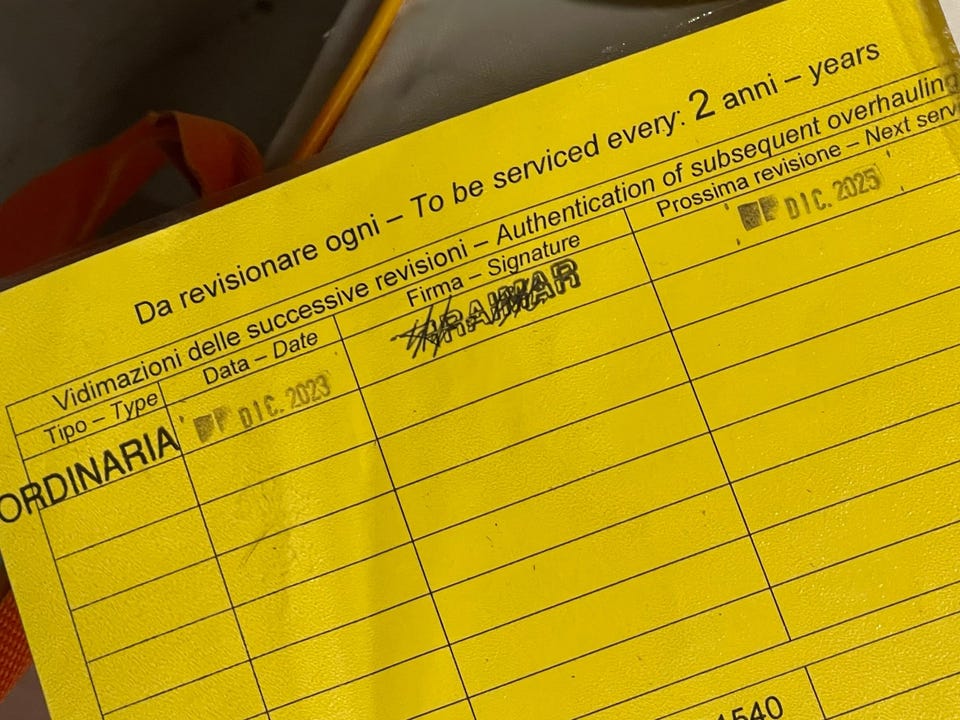 Da revisionare ogni – To be serviced every: 2 anni – years
Vidimazioni delle successive revisioni – Authentication of subsequent overhauling
Tipo – Type Data – Date Firma – Signature Prossima revisione – Next
ORDINARIA DIC. 2023 DIC. 2025
1540